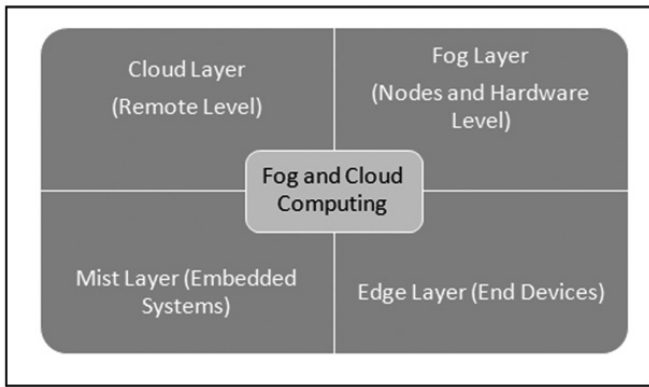 Cloud Layer
(Remote Level)
Fog Layer
(Nodes and Hardware
Level)
Fog and Cloud
Computing
Mist Layer (Embedded
Systems)
Edge Layer (End Devices)